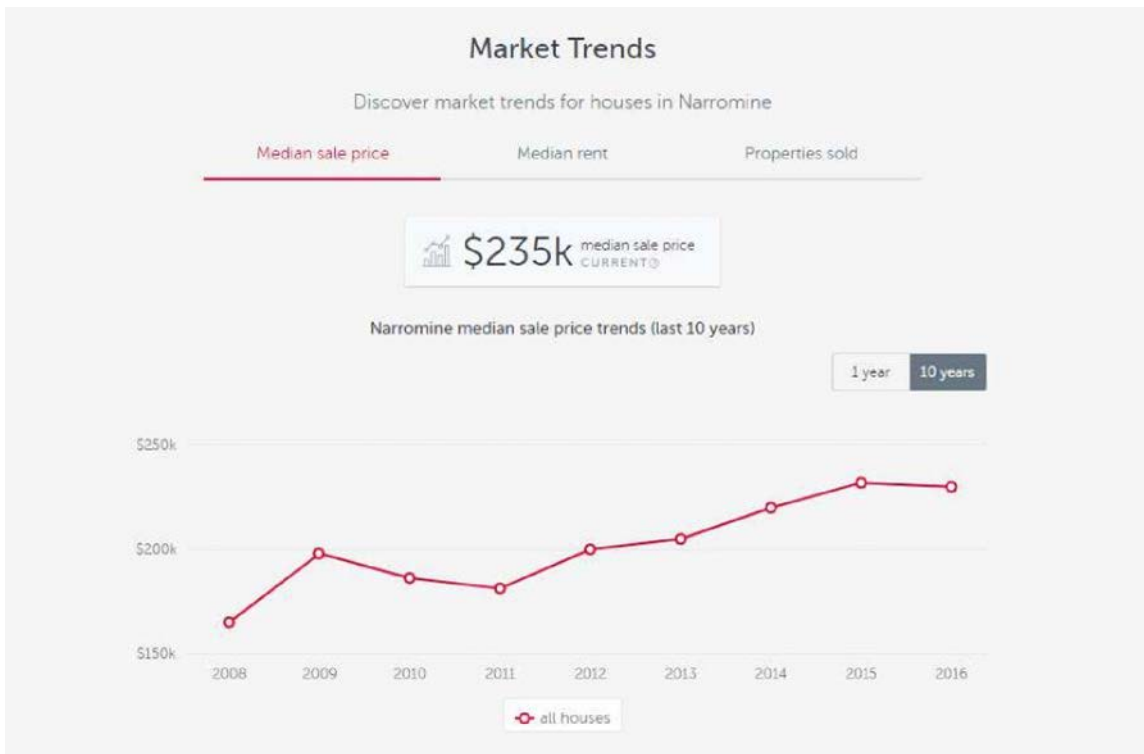 Market Trends
Discover market trends for houses in Narromine
Median sale price Median rent Properties sold
$235k median sale price
CURRENT
Narromine median sale price trends (last 10 years)
1 year 10 years
$250k
$200k
$150k
2008 2009 2010 2011 2012 2013 2014 2015 2016
all houses